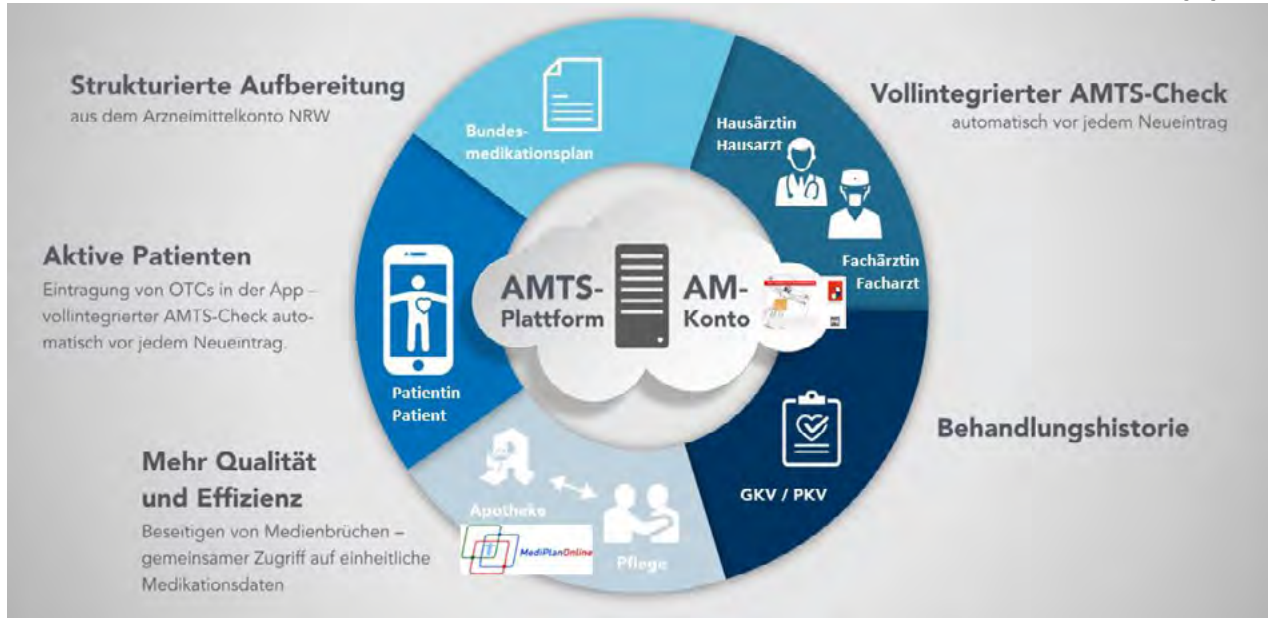 Strukturierte Aufbereitung
aus dem Arzneimittelkonto NRW
Aktive Patienten
Eintragung von OTCs in der App –
vollintegrierter AMTS-Check auto-
matisch vor jedem Neueintrag.
Mehr Qualität
und Effizienz
Beseitigen von Medienbrüchen –
gemeinsamer Zugriff auf einheitliche
Medikationsdaten
Bundes-
medikationsplan
Hausärztin
Hausarzt
Fachärztin
Facharzt
AMTS-
Plattform
AM-
Konto
Patientin
Patient
Apotheke
MediPlanOnline
Pflege
GKV / PKV
Vollintegrierter AMTS-Check
automatisch vor jedem Neueintrag
Behandlungshistorie